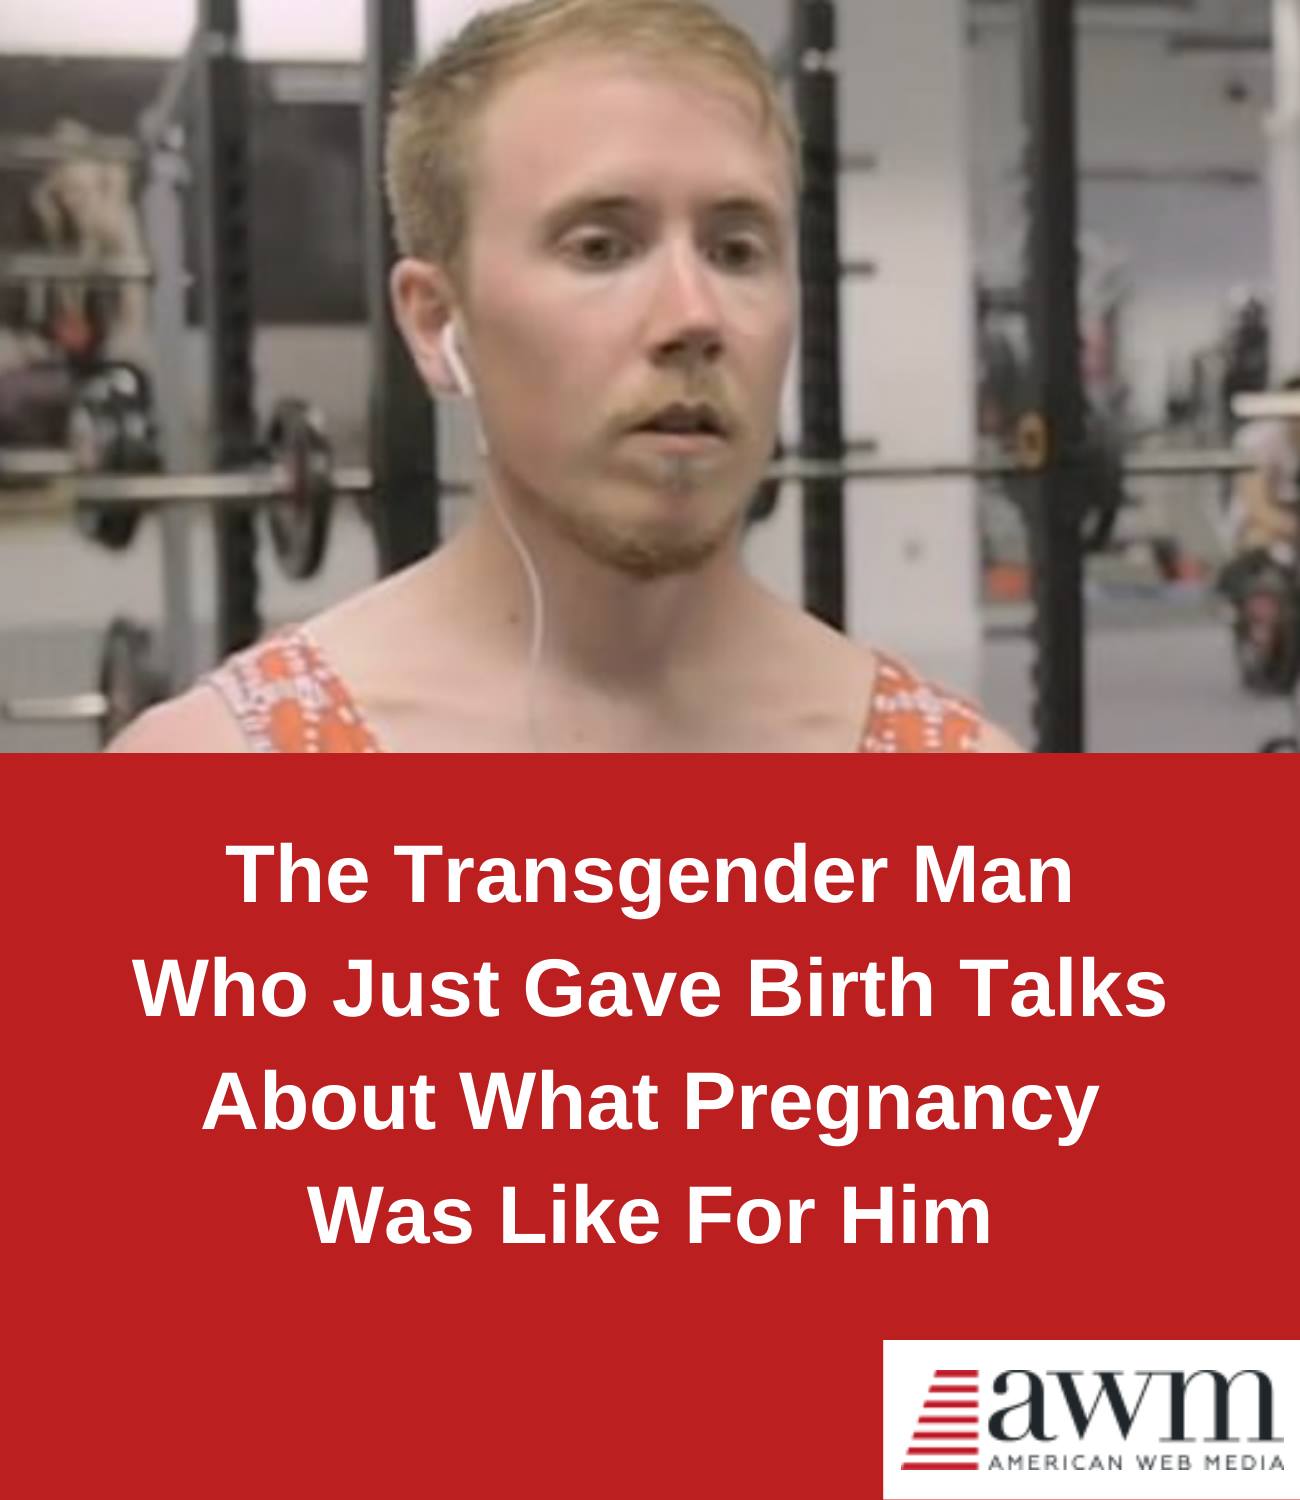 The Transgender Man
Who Just Gave Birth Talks
About What Pregnancy
Was Like For Him
awm
AMERICAN WEB MEDIA